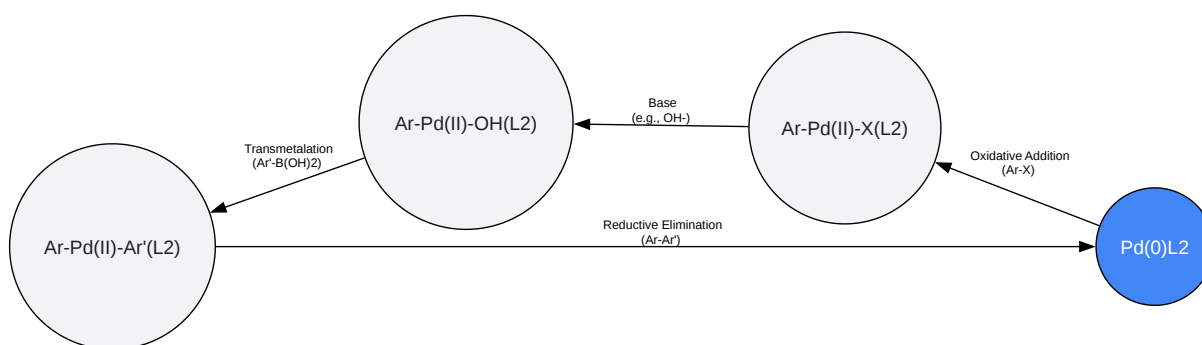 Base
(e.g., OH-)
Ar-Pd(II)-OH(L2)
Ar-Pd(II)-X(L2)
Transmetalation
(Ar'-B(OH)2)
Oxidative Addition
(Ar-X)
Reductive Elimination
(Ar-Ar')
Ar-Pd(II)-Ar'(L2)
Pd(0)L2